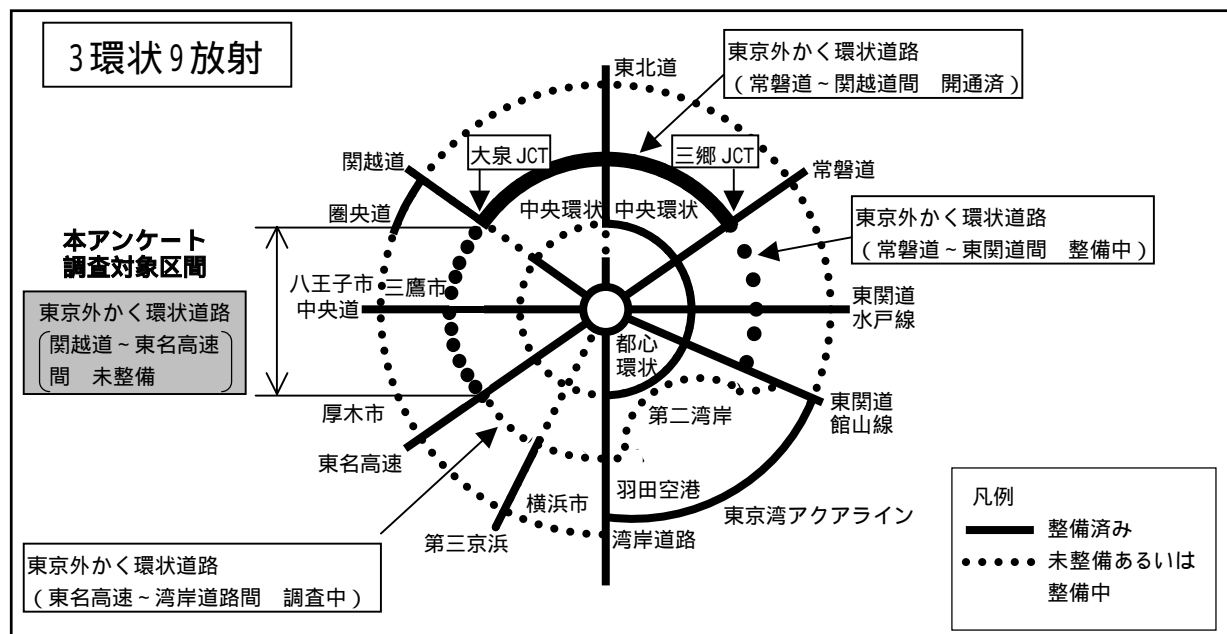 3環状9放射
東京外かく環状道路
(常磐道~関越道間 開通済)
東北道
大泉 JCT
三郷 JCT
関越道
常磐道
圏央道
中央環状
中央環状
東京外かく環状道路
(常磐道~東関道間 整備中)
本アンケート
調査対象区間
東京外かく環状道路
関越道~東名高速
間 未整備
八王子市
三鷹市
中央道
東関道
水戸線
都心
環状
厚木市
第二湾岸
東関道
館山線
東名高速
横浜市
羽田空港
東京湾アクアライン
第三京浜
湾岸道路
東京外かく環状道路
(東名高速~湾岸道路間 調査中)
凡例
整備済み
未整備あるいは
整備中